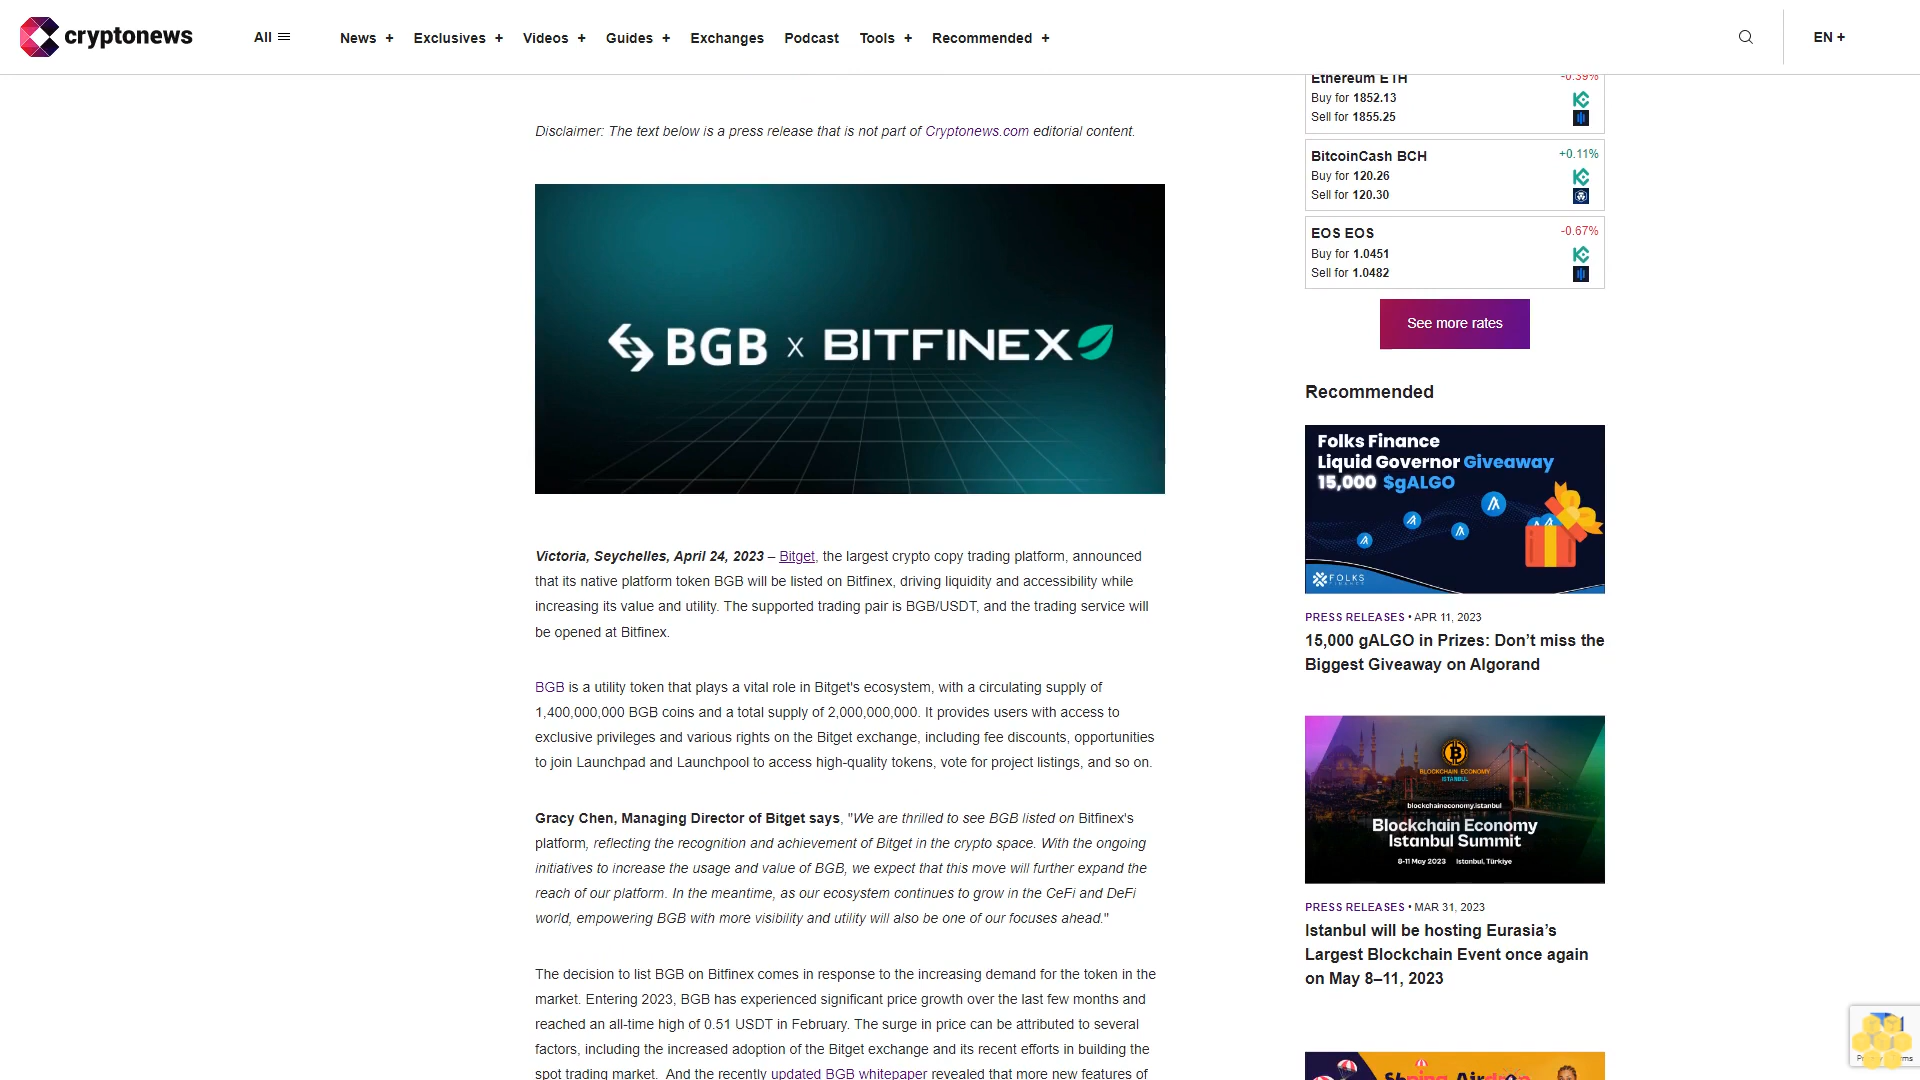 cryptonews
All
News +
Exclusives +
Videos +
Guides +
Exchanges
Podcast
Tools +
Recommended +
EN +
Disclaimer: The text below is a press release that is not part of Cryptonews.com editorial content.
BGB x BITFINEX
Victoria, Seychelles, April 24, 2023 – Bitget, the largest crypto copy trading platform, announced
that its native platform token BGB will be listed on Bitfinex, driving liquidity and accessibility while
increasing its value and utility. The supported trading pair is BGB/USDT, and the trading service will
be opened at Bitfinex.
BGB is a utility token that plays a vital role in Bitget's ecosystem, with a circulating supply of
1,400,000,000 BGB coins and a total supply of 2,000,000,000. It provides users with access to
exclusive privileges and various rights on the Bitget exchange, including fee discounts, opportunities
to join Launchpad and Launchpool to access high-quality tokens, vote for project listings, and so on.
Gracy Chen, Managing Director of Bitget says, "We are thrilled to see BGB listed on Bitfinex's
platform, reflecting the recognition and achievement of Bitget in the crypto space. With the ongoing
initiatives to increase the usage and value of BGB, we expect that this move will further expand the
reach of our platform. In the meantime, as our ecosystem continues to grow in the CeFi and DeFi
world, empowering BGB with more visibility and utility will also be one of our focuses ahead."
The decision to list BGB on Bitfinex comes in response to the increasing demand for the token in the
market. Entering 2023, BGB has experienced significant price growth over the last few months and
reached an all-time high of 0.51 USDT in February. The surge in price can be attributed to several
factors, including the increased adoption of the Bitget exchange and its recent efforts in building the
spot trading market. And the recently updated BGB whitepaper revealed that more new features of
Ethereum ETH
-0.39%
Buy for 1852.13
Sell for 1855.25
BitcoinCash BCH
+0.11%
Buy for 120.26
Sell for 120.30
EOS EOS
-0.67%
Buy for 1.0451
Sell for 1.0482
See more rates
Recommended
Folks Finance
Liquid Governor Giveaway
15,000 $gALGO
FOLKS
FINANCE
PRESS RELEASES • APR 11, 2023
15,000 gALGO in Prizes: Don’t miss the
Biggest Giveaway on Algorand
BLOCKCHAIN ECONOMY
ISTANBUL
blockchaineconomy.istanbul
Blockchain Economy
Istanbul Summit
8-11 May 2023 Istanbul, Türkiye
PRESS RELEASES • MAR 31, 2023
Istanbul will be hosting Eurasia’s
Largest Blockchain Event once again
on May 8–11, 2023